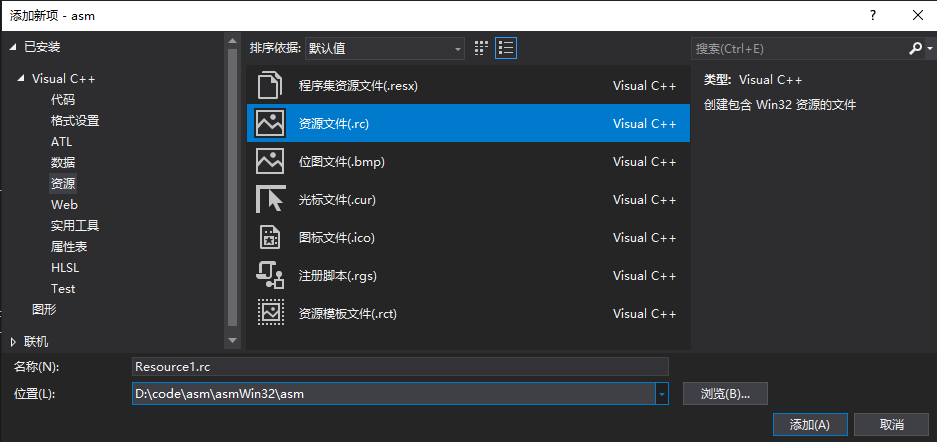 添加新项 - asm
? ×
已安装
排序依据: 默认值
搜索(Ctrl+E)
Visual C++
代码
格式设置
ATL
数据
资源
Web
实用工具
属性表
HLSL
Test
图形
联机
程序集资源文件(.resx) Visual C++
资源文件(.rc) Visual C++
位图文件(.bmp) Visual C++
光标文件(.cur) Visual C++
图标文件(.ico) Visual C++
注册脚本(.rgs) Visual C++
资源模板文件(.rct) Visual C++
类型: Visual C++
创建包含 Win32 资源的文件
名称(N): Resource1.rc
位置(L): D:\code\asm\asmWin32\asm 浏览(B)...
添加(A) 取消